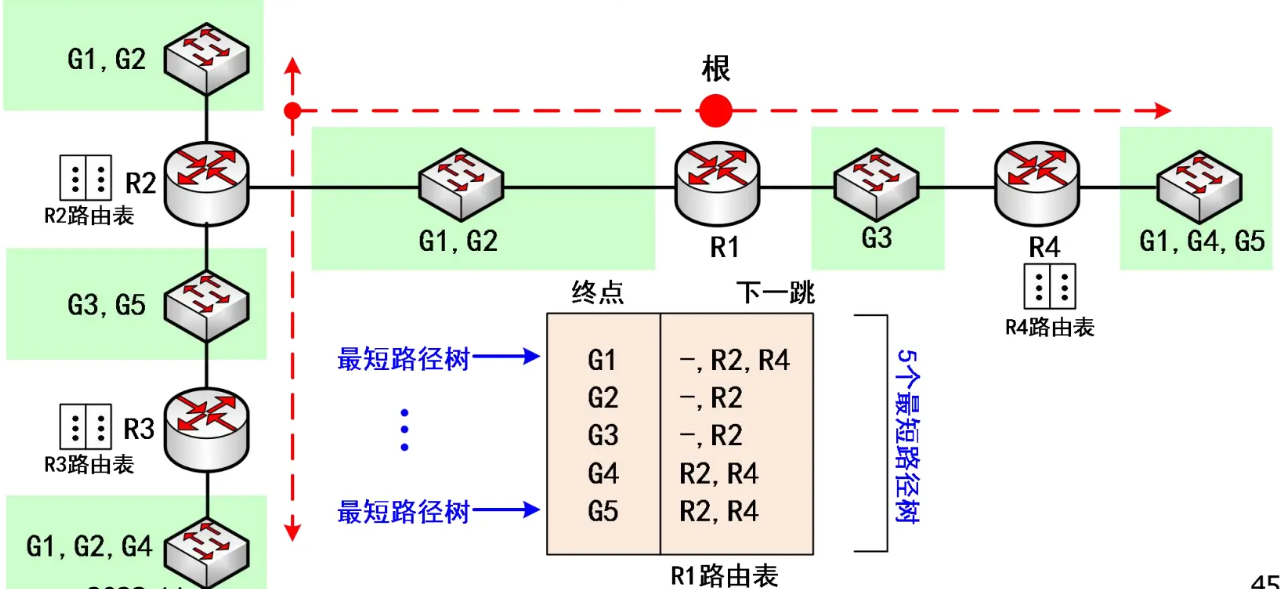 G1, G2
根
R2
R2路由表
G1, G2
R1
G3
R4
G1, G4, G5
R4路由表
G3, G5
终点
下一跳
最短路径树
G1
-, R2, R4
G2
-, R2
G3
-, R2
G4
R2, R4
最短路径树
G5
R2, R4
5个最短路径树
R3
R3路由表
G1, G2, G4
R1路由表
45